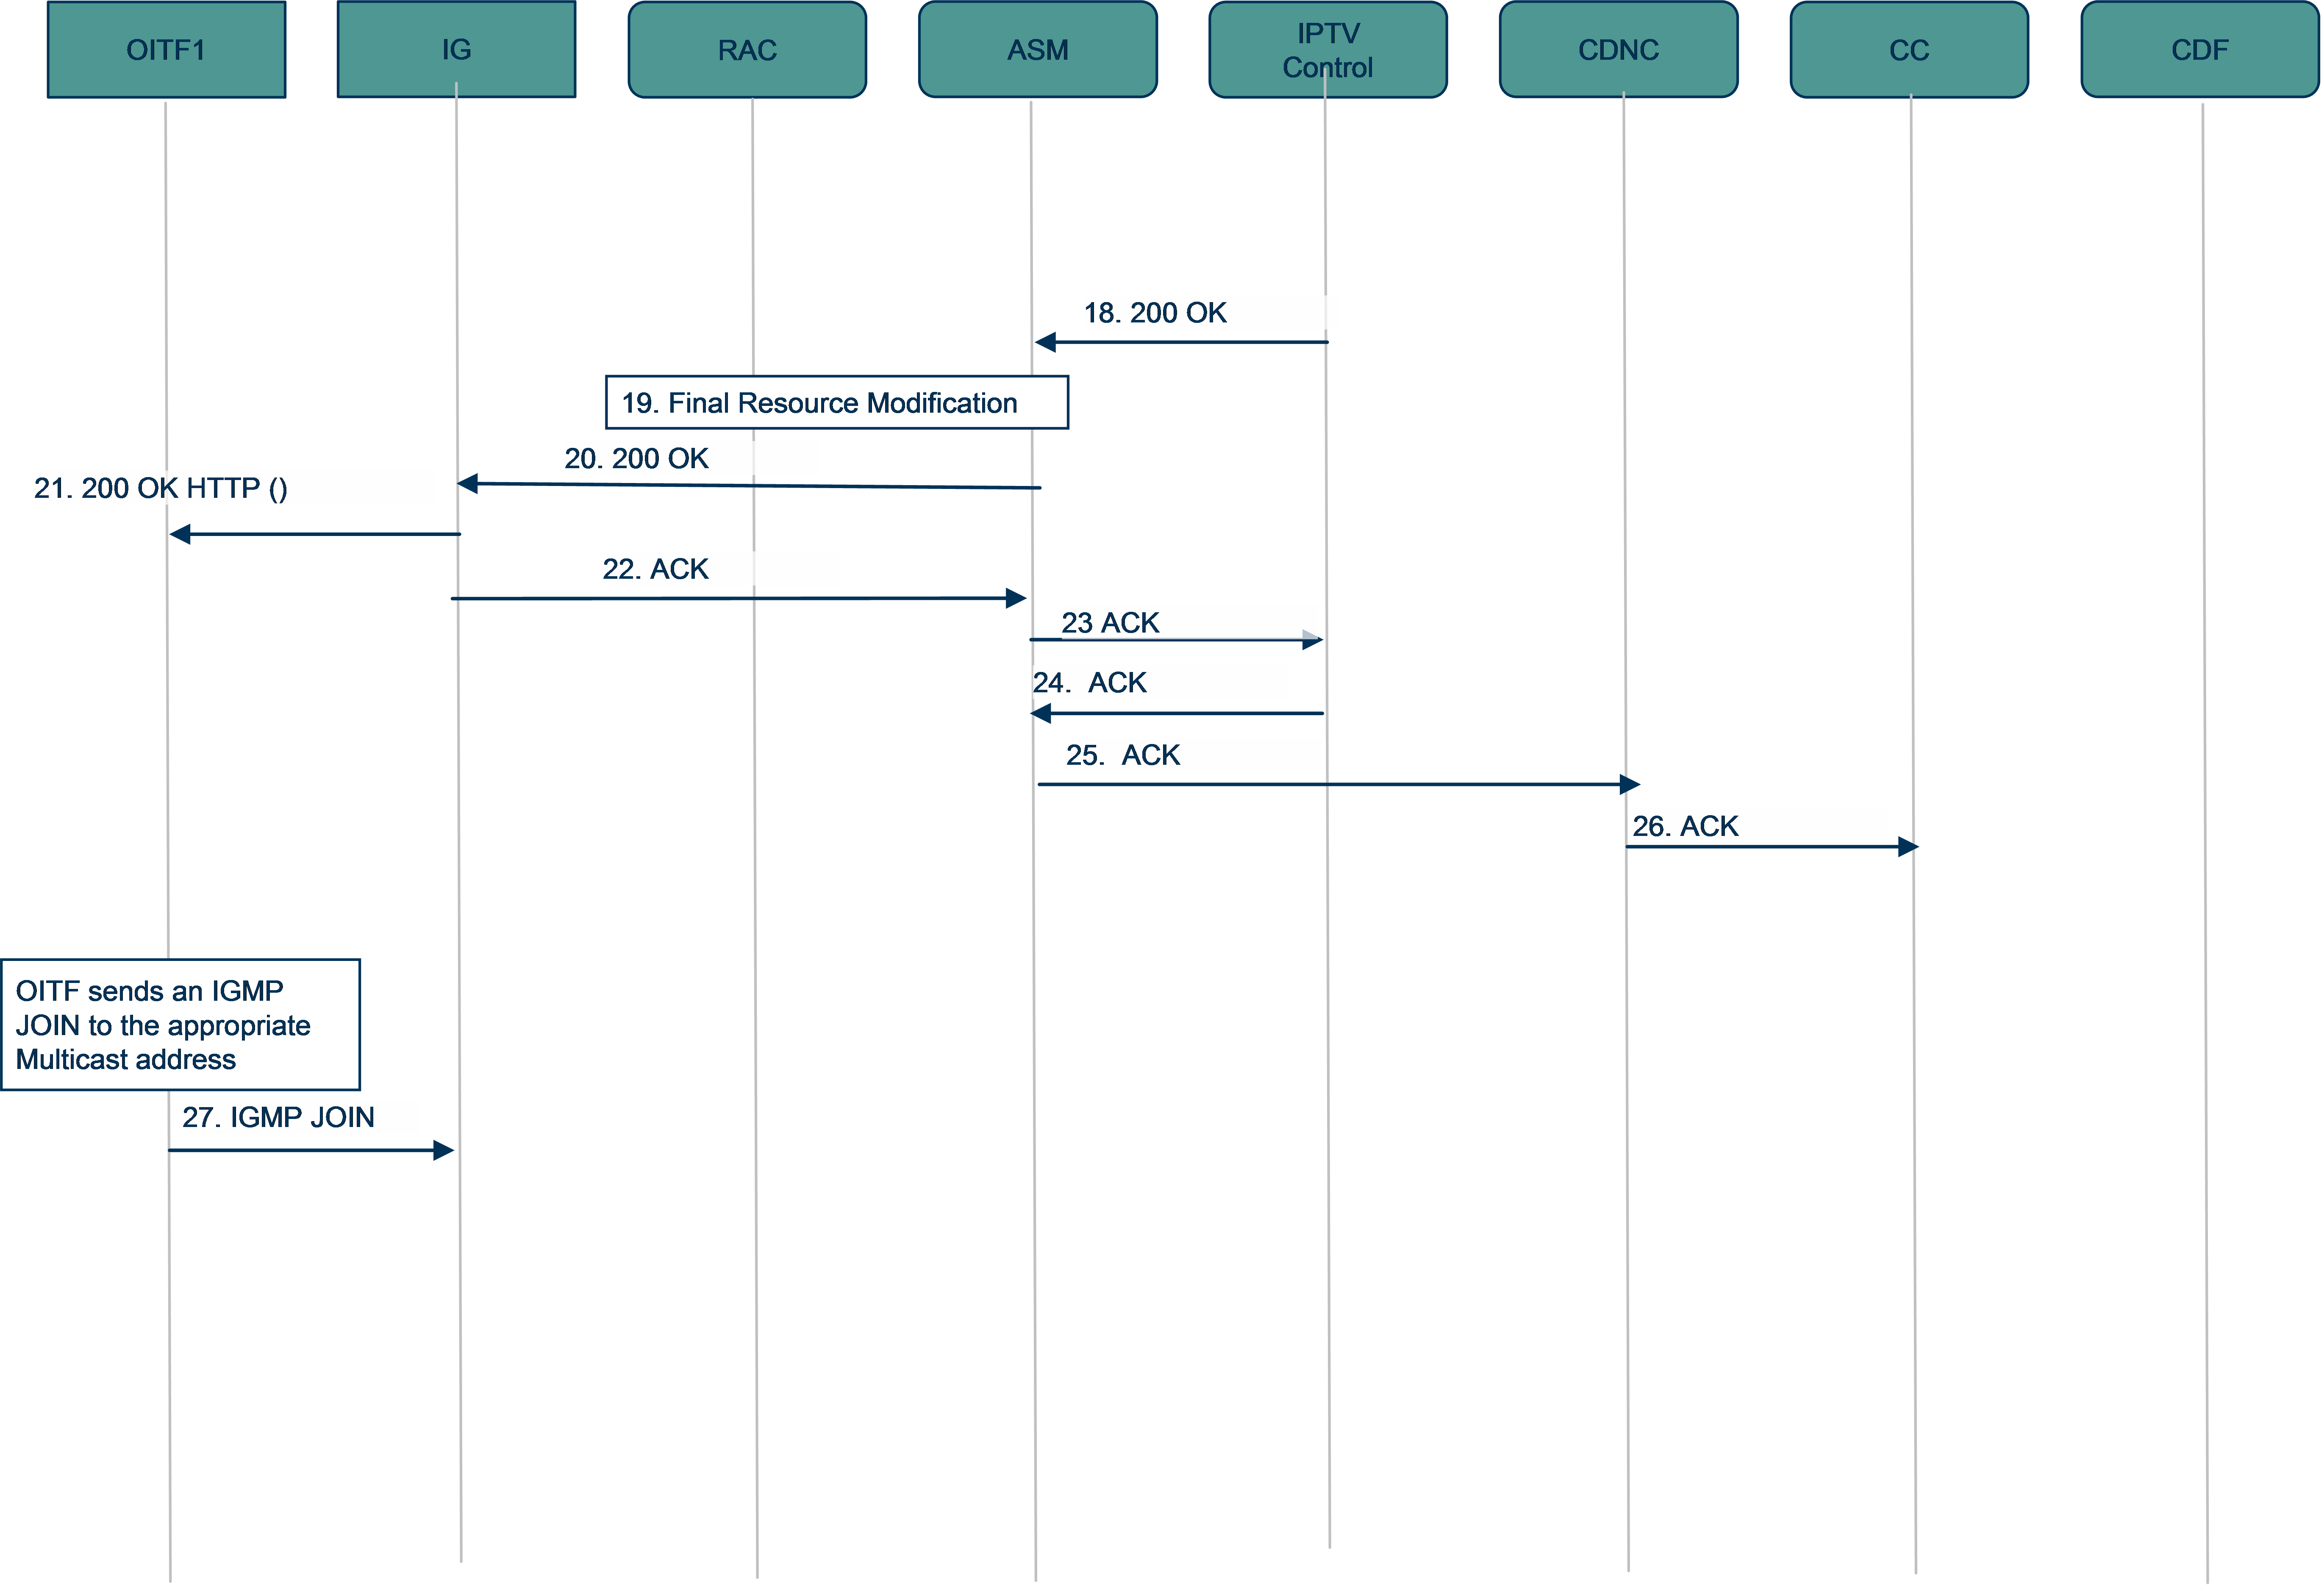 OITF1
IG
RAC
ASM
IPTV
Control
CDNC
CC
CDF
18. 200 OK
19. Final Resource Modification
20. 200 OK
21. 200 OK HTTP ()
22. ACK
23 ACK
24.  ACK
25.  ACK
26. ACK
OITF sends an IGMP
JOIN to the appropriate
Multicast address
27. IGMP JOIN